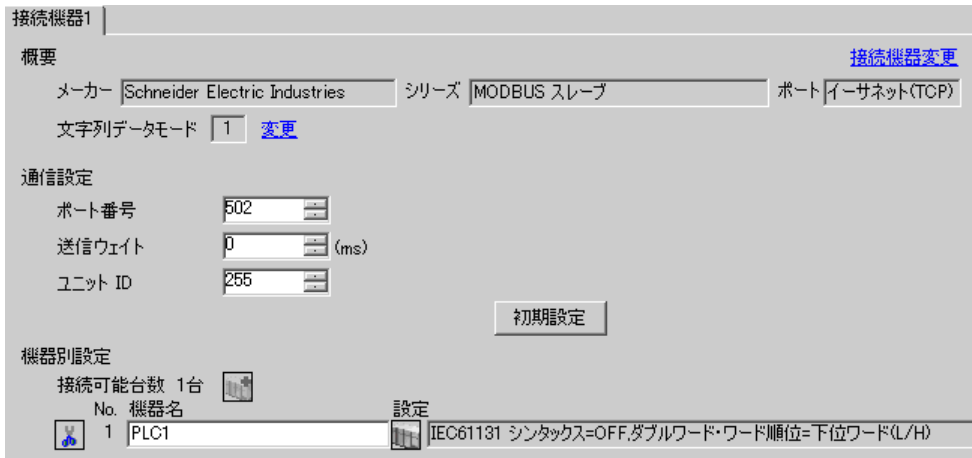 接続機器1
概要 接続機器変更
メーカー Schneider Electric Industries シリーズ MODBUS スレーブ ポート イーサネット(TCP)
文字列データモード 1 変更
通信設定
ポート番号 502
送信ウェイト 0 (ms)
ユニット ID 255
初期設定
機器別設定
接続可能台数 1台
No. 機器名 設定
1 PLC1 IEC61131 シンタックス=OFF,ダブルワード・ワード順位=下位ワード(L/H)